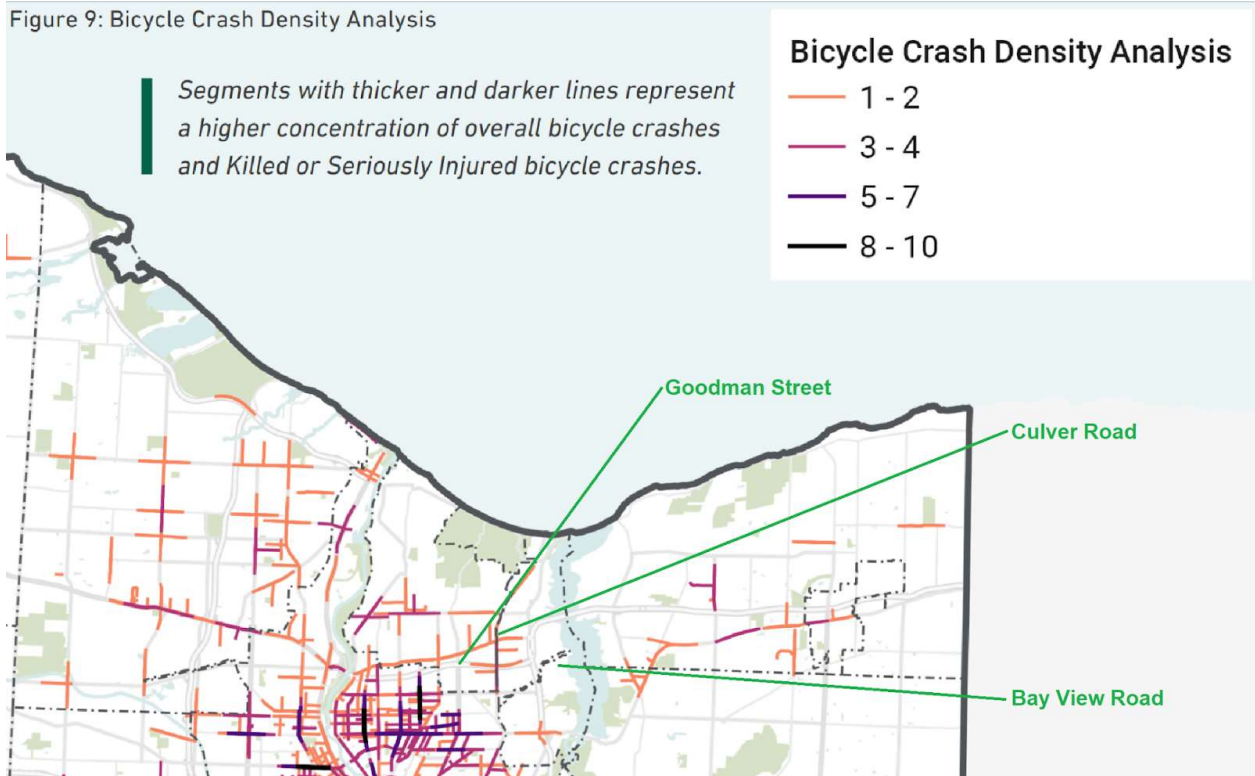 Figure 9: Bicycle Crash Density Analysis
Segments with thicker and darker lines represent
a higher concentration of overall bicycle crashes
and Killed or Seriously Injured bicycle crashes.
Bicycle Crash Density Analysis
1 - 2
3 - 4
5 - 7
8 - 10
Goodman Street
Culver Road
Bay View Road